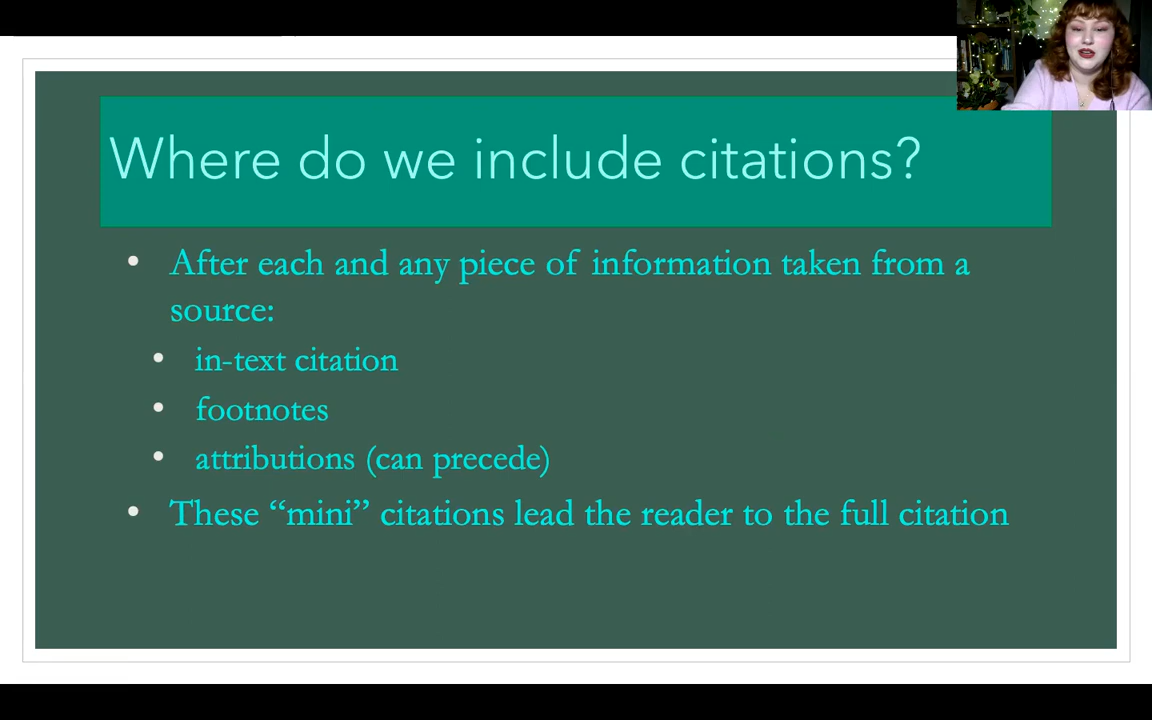 Where do we include citations?
• After each and any piece of information taken from a
source:
• in-text citation
• footnotes
• attributions (can precede)
• These “mini” citations lead the reader to the full citation